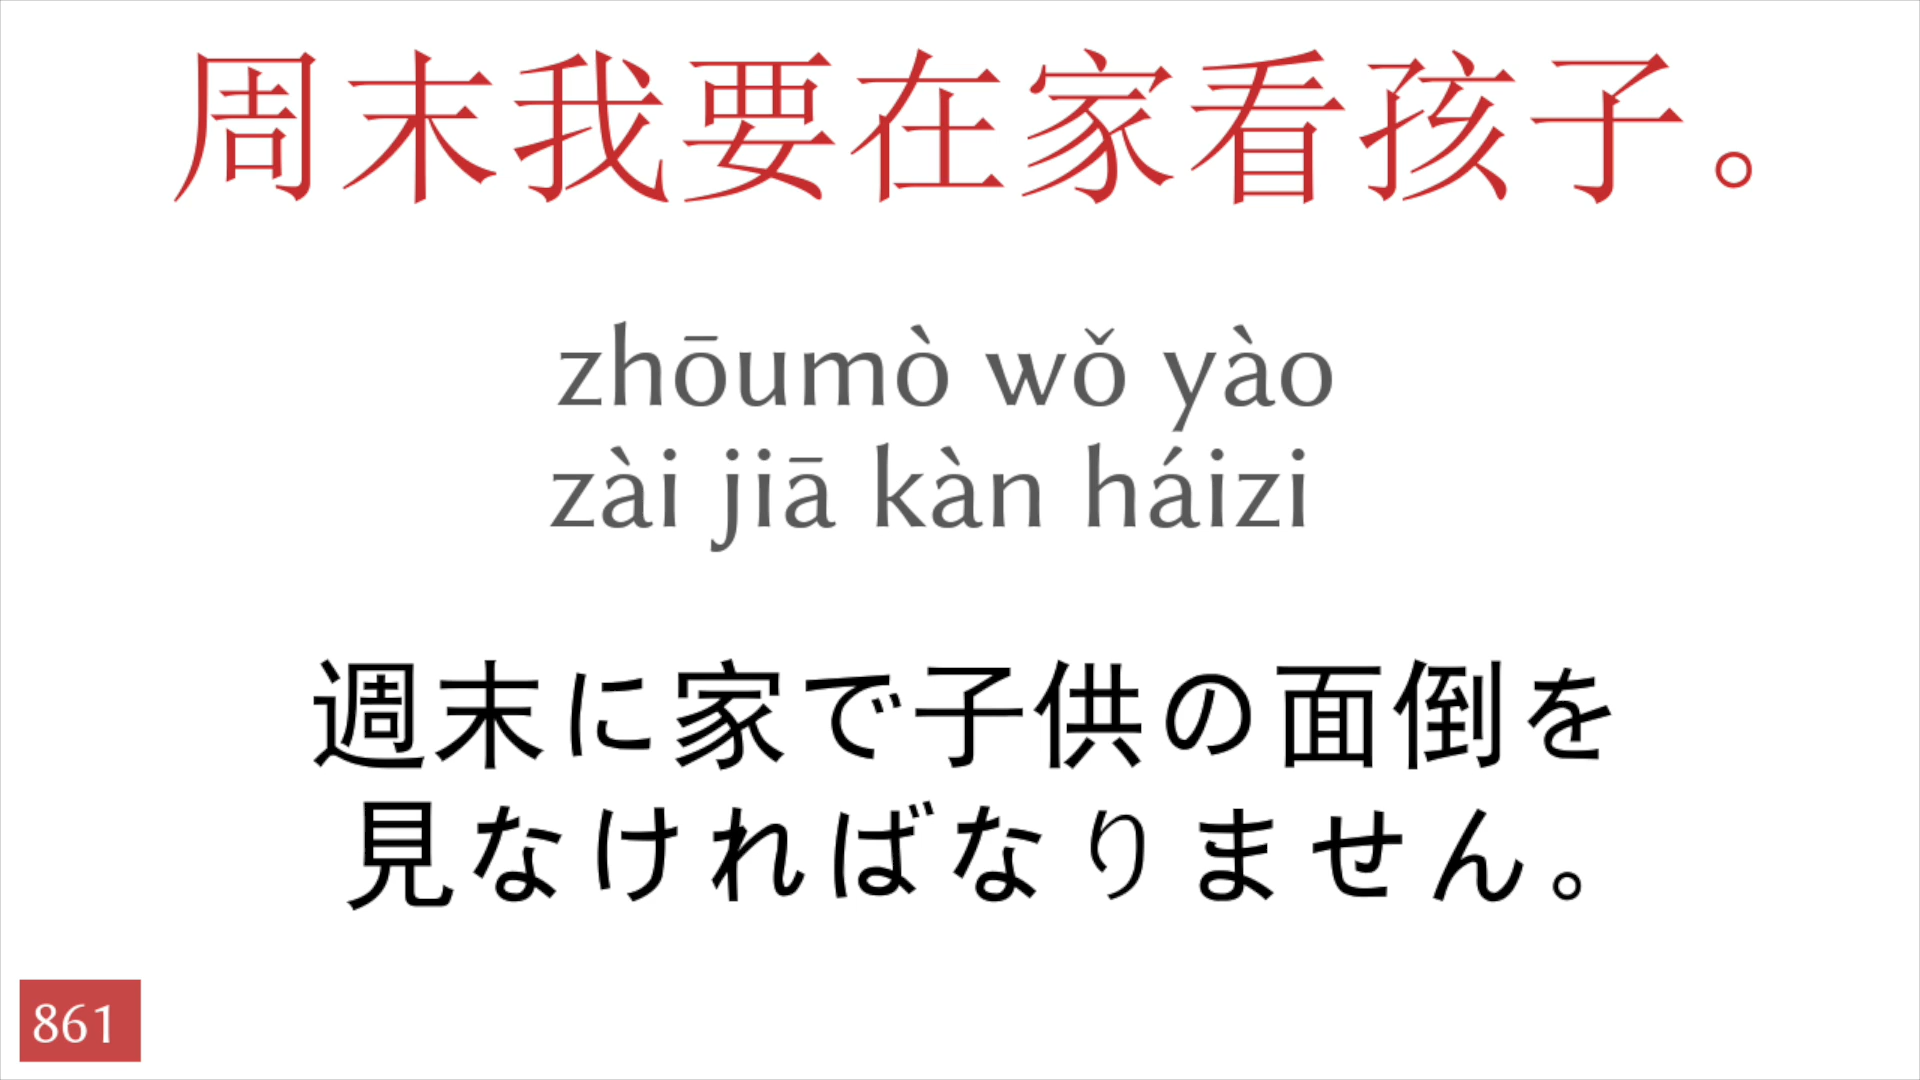 周末我要在家看孩子。
zhōumò wǒ yào
zài jiā kàn háizi
週末に家で子供の面倒を
見なければなりません。
861